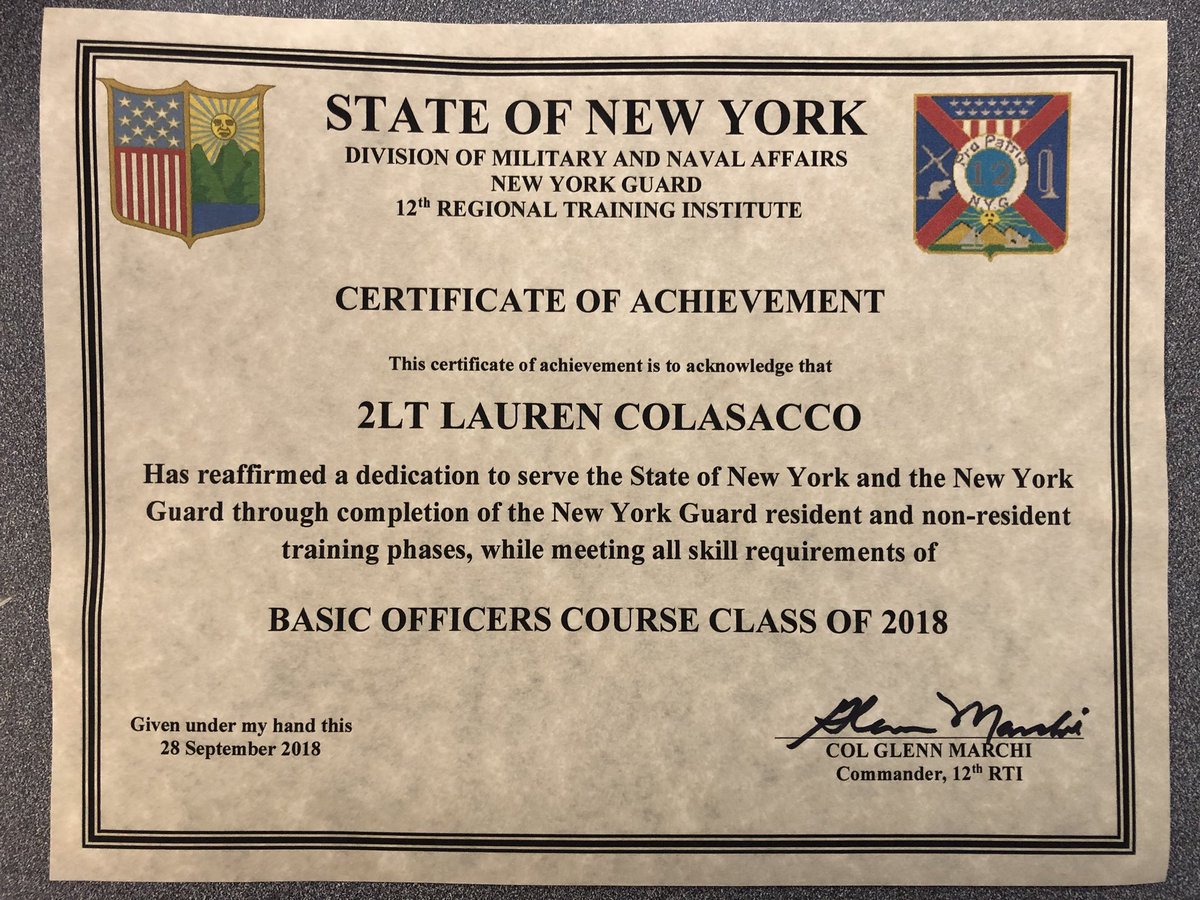 STATE OF NEW YORK
DIVISION OF MILITARY AND NAVAL AFFAIRS
NEW YORK GUARD
12th REGIONAL TRAINING INSTITUTE
Pro Patria
12
N.Y.G
CERTIFICATE OF ACHIEVEMENT
This certificate of achievement is to acknowledge that
2LT LAUREN COLASACCO
Has reaffirmed a dedication to serve the State of New York and the New York
Guard through completion of the New York Guard resident and non-resident
training phases, while meeting all skill requirements of
BASIC OFFICERS COURSE CLASS OF 2018
Given under my hand this
28 September 2018
Glenn Marchi
COL GLENN MARCHI
Commander, 12th RTI